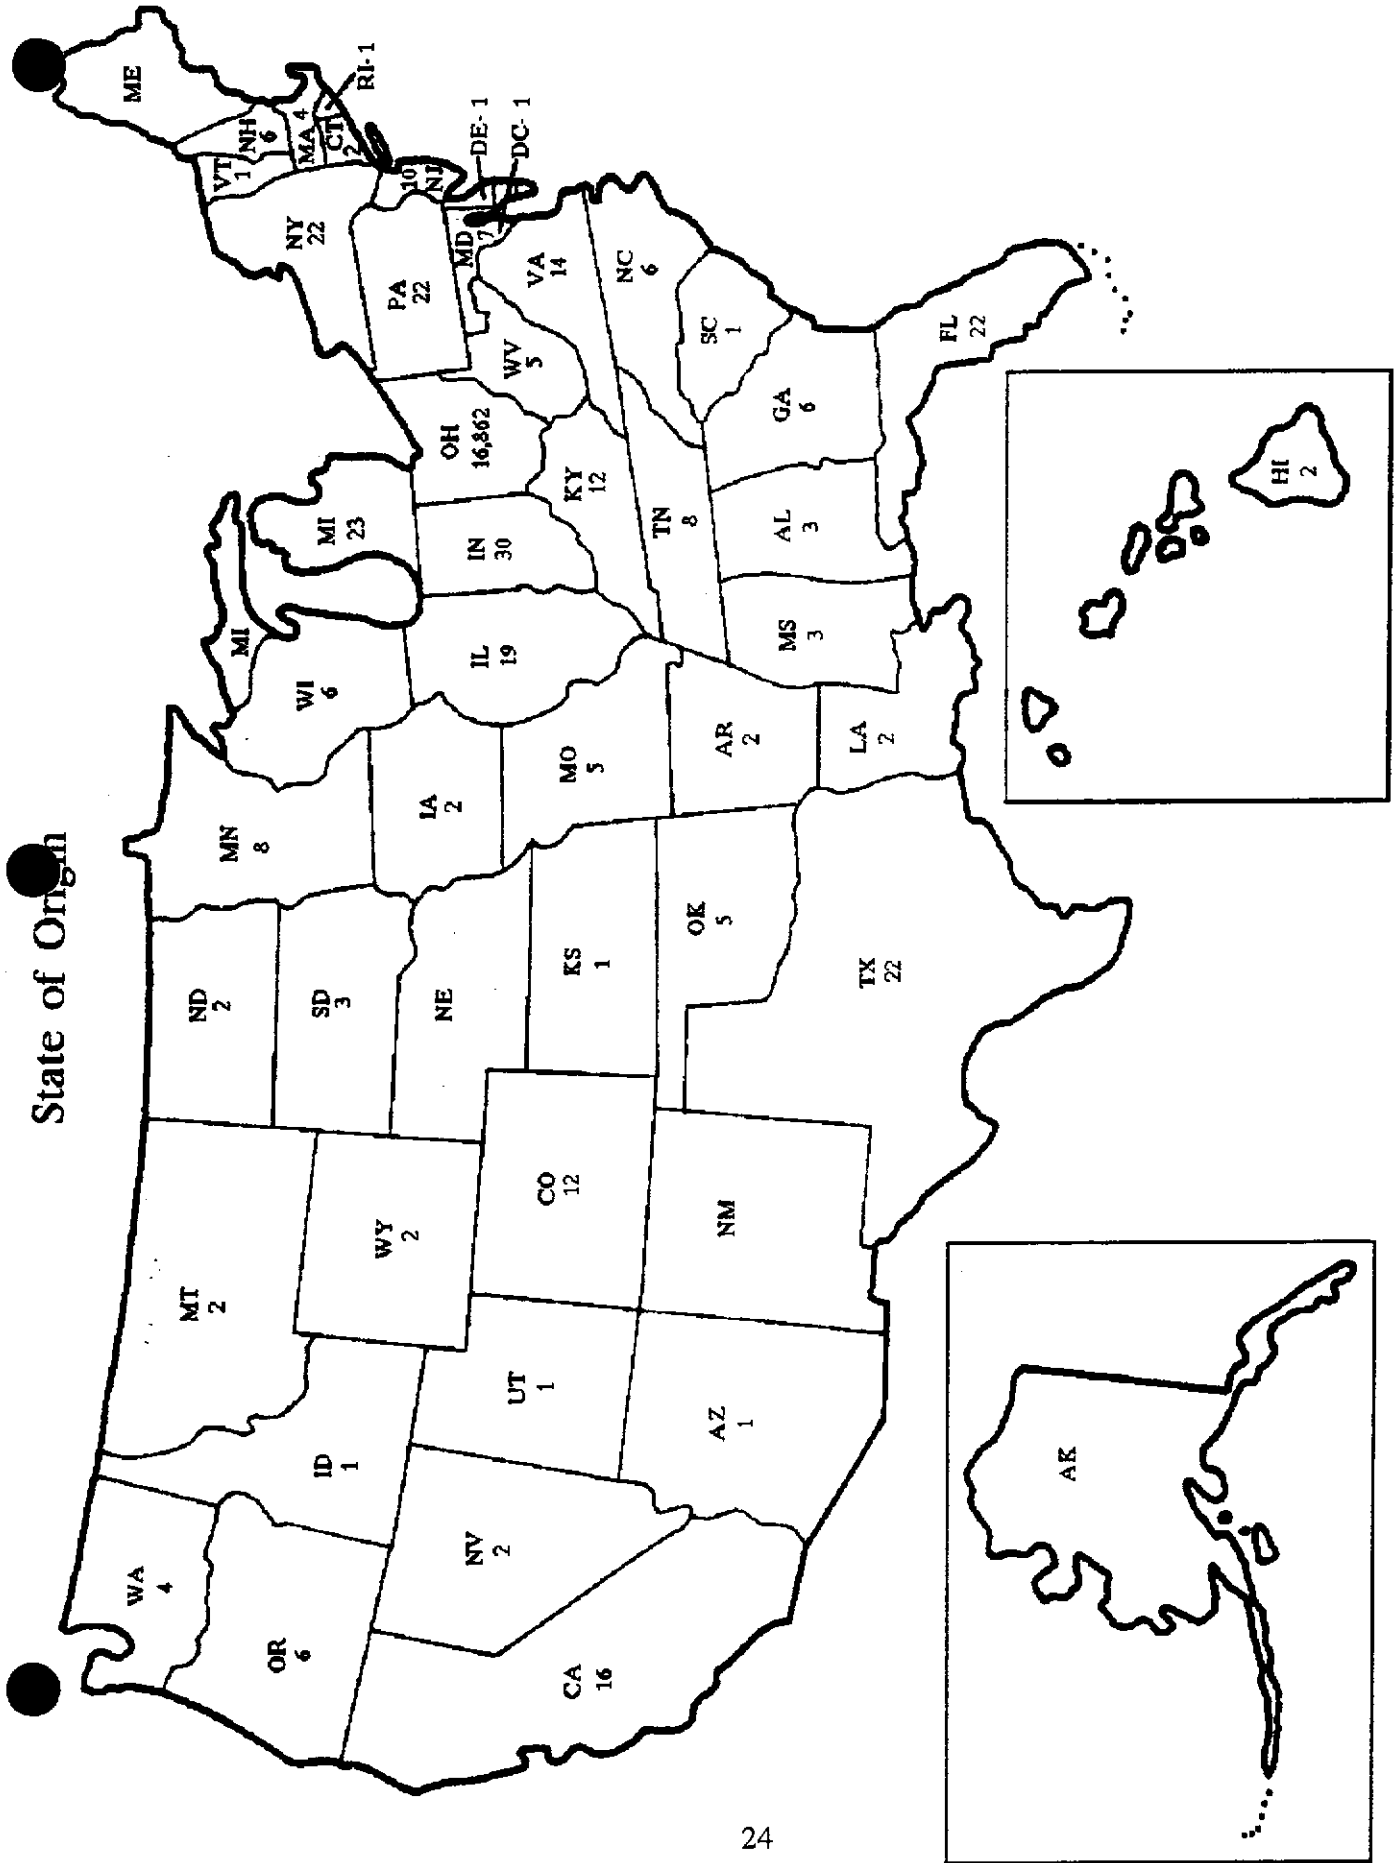 State of Origin
WA
4
OR
6
CA
16
NV
2
ID
1
MT
2
WY
2
UT
1
AZ
1
CO
12
NM
ND
2
SD
3
NE
KS
1
OK
5
TX
22
MN
8
IA
2
MO
5
AR
2
LA
2
WI
6
MI
MI
23
IL
19
IN
30
OH
16,862
KY
12
TN
8
MS
3
AL
3
GA
6
FL
22
SC
1
NC
6
VA
14
WV
5
MD
7
DE- 1
DC- 1
PA
22
10
NJ
NY
22
VT
1
NH
6
ME
MA 4
CT
2
RI- 1
AK
HI
2
24